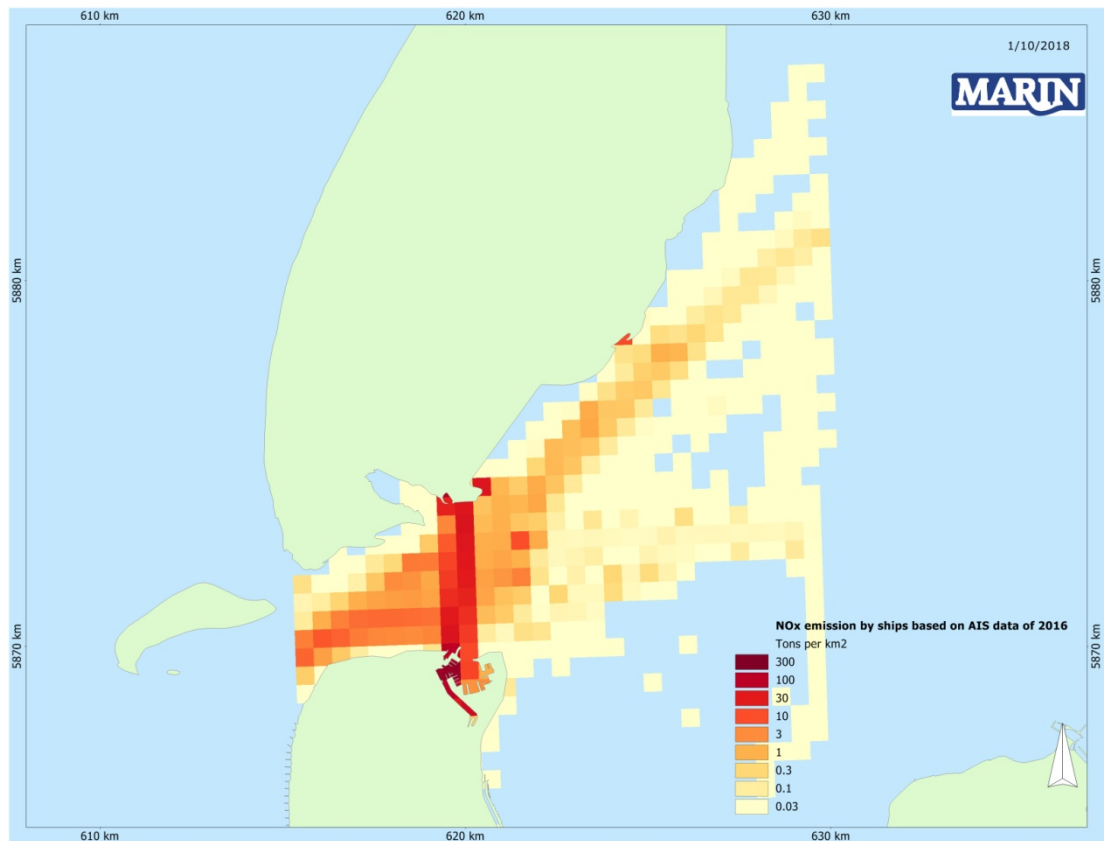 610 km
620 km
630 km
1/10/2018
MARIN
5880 km
5880 km
5870 km
5870 km
NOx emission by ships based on AIS data of 2016
Tons per km2
300
100
30
10
3
1
0.3
0.1
0.03
610 km
620 km
630 km